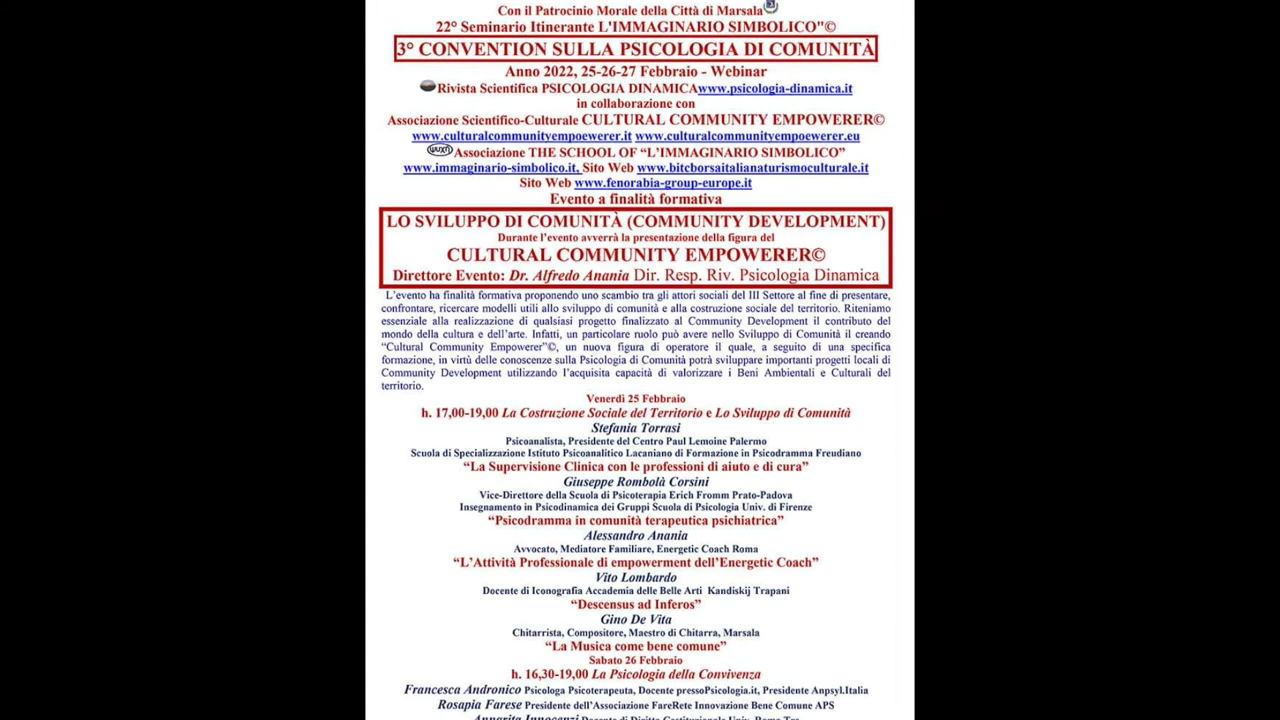 Con il Patrocinio Morale della Città di Marsala
22° Seminario Itinerante L'IMMAGINARIO SIMBOLICO"©
3° CONVENTION SULLA PSICOLOGIA DI COMUNITÀ
Anno 2022, 25-26-27 Febbraio - Webinar
Rivista Scientifica PSICOLOGIA DINAMICAwww.psicologia-dinamica.it
in collaborazione con
Associazione Scientifico-Culturale CULTURAL COMMUNITY EMPOWERER©
www.culturalcommunityempoewerer.it www.culturalcommunityempoewerer.eu
Associazione THE SCHOOL OF “L’IMMAGINARIO SIMBOLICO”
www.immaginario-simbolico.it, Sito Web www.bitcborsaitalianaturismoculturale.it
Sito Web www.fenorabia-group-europe.it
Evento a finalità formativa
LO SVILUPPO DI COMUNITÀ (COMMUNITY DEVELOPMENT)
Durante l’evento avverrà la presentazione della figura del
CULTURAL COMMUNITY EMPOWERER©
Direttore Evento: Dr. Alfredo Anania Dir. Resp. Riv. Psicologia Dinamica
L’evento ha finalità formativa proponendo uno scambio tra gli attori sociali del III Settore al fine di presentare,
confrontare, ricercare modelli utili allo sviluppo di comunità e alla costruzione sociale del territorio. Riteniamo
essenziale alla realizzazione di qualsiasi progetto finalizzato al Community Development il contributo del
mondo della cultura e dell’arte. Infatti, un particolare ruolo può avere nello Sviluppo di Comunità il creando
“Cultural Community Empowerer”©, un nuova figura di operatore il quale, a seguito di una specifica
formazione, in virtù delle conoscenze sulla Psicologia di Comunità potrà sviluppare importanti progetti locali di
Community Development utilizzando l’acquisita capacità di valorizzare i Beni Ambientali e Culturali del
territorio.
Venerdì 25 Febbraio
h. 17,00-19,00 La Costruzione Sociale del Territorio e Lo Sviluppo di Comunità
Stefania Torrasi
Psicoanalista, Presidente del Centro Paul Lemoine Palermo
Scuola di Specializzazione Istituto Psicoanalitico Lacaniano di Formazione in Psicodramma Freudiano
“La Supervisione Clinica con le professioni di aiuto e di cura”
Giuseppe Rombolà Corsini
Vice-Direttore della Scuola di Psicoterapia Erich Fromm Prato-Padova
Insegnamento in Psicodinamica dei Gruppi Scuola di Psicologia Univ. di Firenze
“Psicodramma in comunità terapeutica psichiatrica”
Alessandro Anania
Avvocato, Mediatore Familiare, Energetic Coach Roma
“L’Attività Professionale di empowerment dell’Energetic Coach”
Vito Lombardo
Docente di Iconografia Accademia delle Belle Arti Kandiskij Trapani
“Descensus ad Inferos”
Gino De Vita
Chitarrista, Compositore, Maestro di Chitarra, Marsala
“La Musica come bene comune”
Sabato 26 Febbraio
h. 16,30-19,00 La Psicologia della Convivenza
Francesca Andronico Psicologa Psicoterapeuta, Docente pressoPsicologia.it, Presidente Anpsyl.Italia
Rosapia Farese Presidente dell’Associazione FareRete Innovazione Bene Comune APS
Annarita Innocenzi Docente di Diritto Costituzionale Univ. Roma Tre